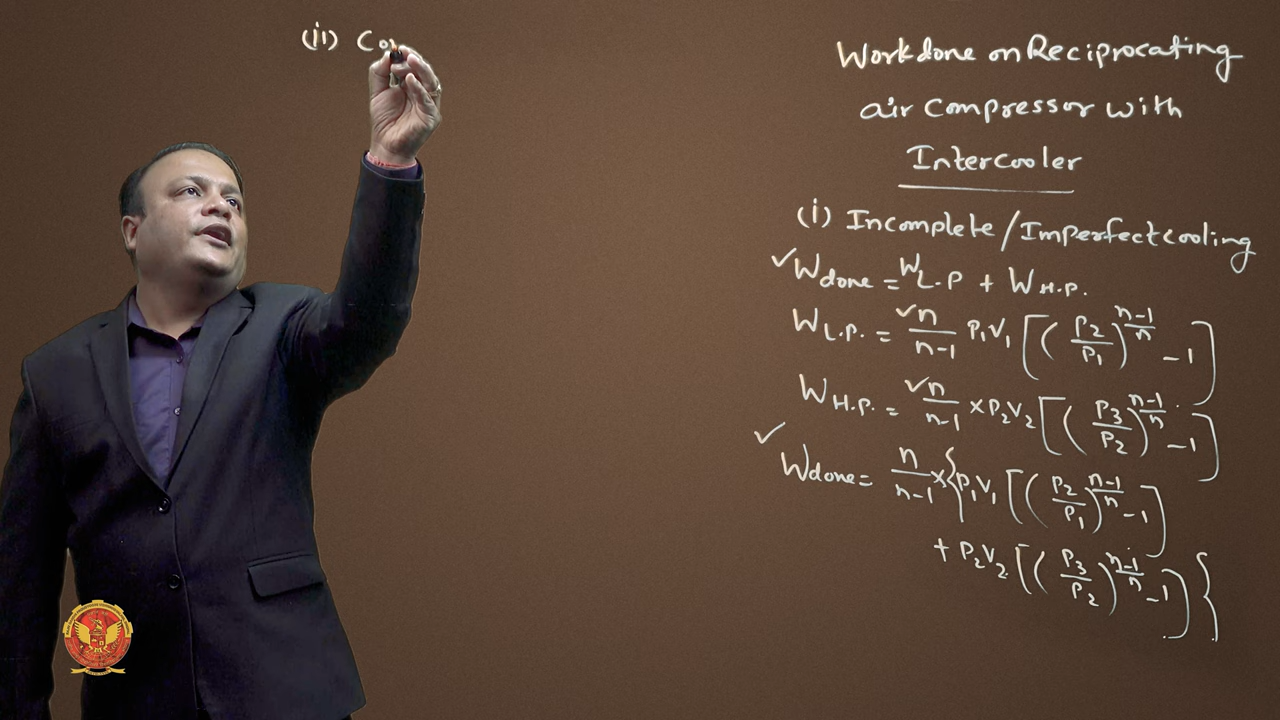 (ii) Co
Workdone on Reciprocating
air Compressor with
Intercooler
(i) Incomplete/Imperfect cooling
✓Wdone = WL.P + WH.P.
WL.P. = ✓n/n-1 P1V1 [(P2/P1)^n-1/n - 1]
WH.P. = ✓n/n-1 × P2V2 [(P3/P2)^n-1/n - 1]
✓Wdone = n/n-1 × {P1V1 [(P2/P1)^n-1/n - 1]
+ P2V2 [(P3/P2)^n-1/n - 1] {